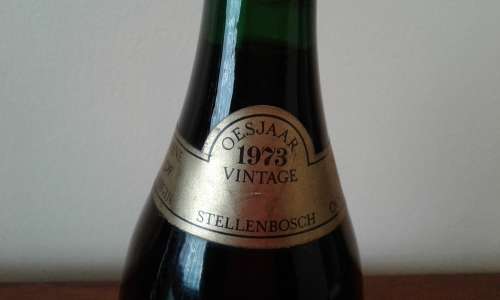 OESJAAR
1973
VINTAGE
STELLENBOSCH